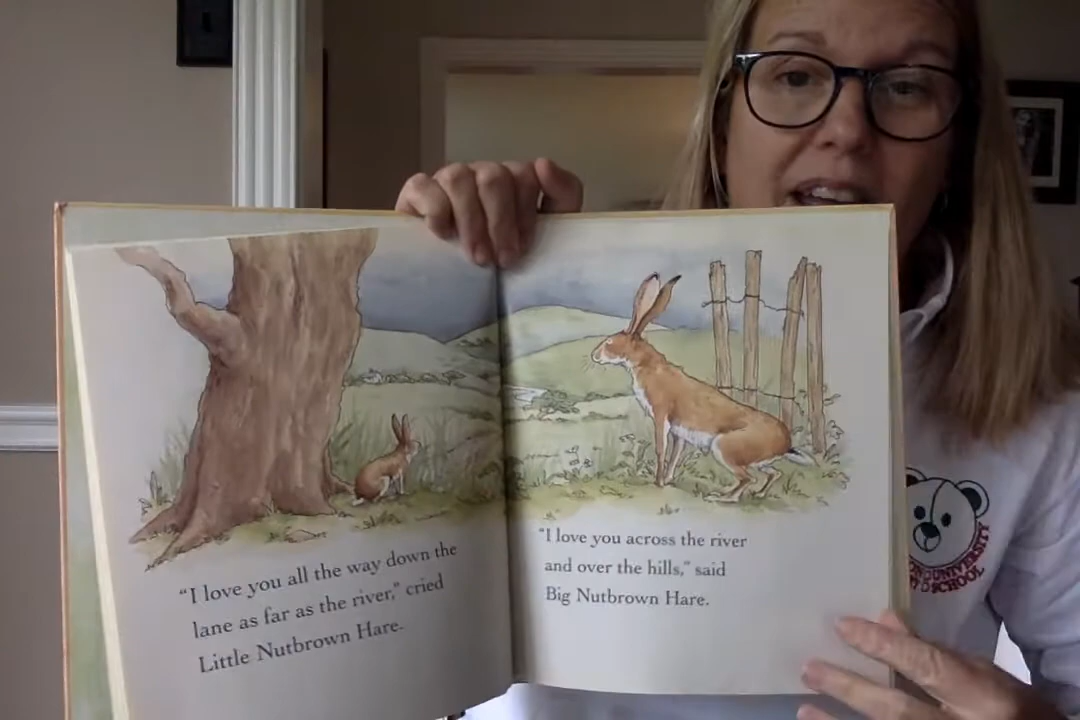 "I love you all the way down the
lane as far as the river," cried
Little Nutbrown Hare.
"I love you across the river
and over the hills," said
Big Nutbrown Hare.
SCHOOL